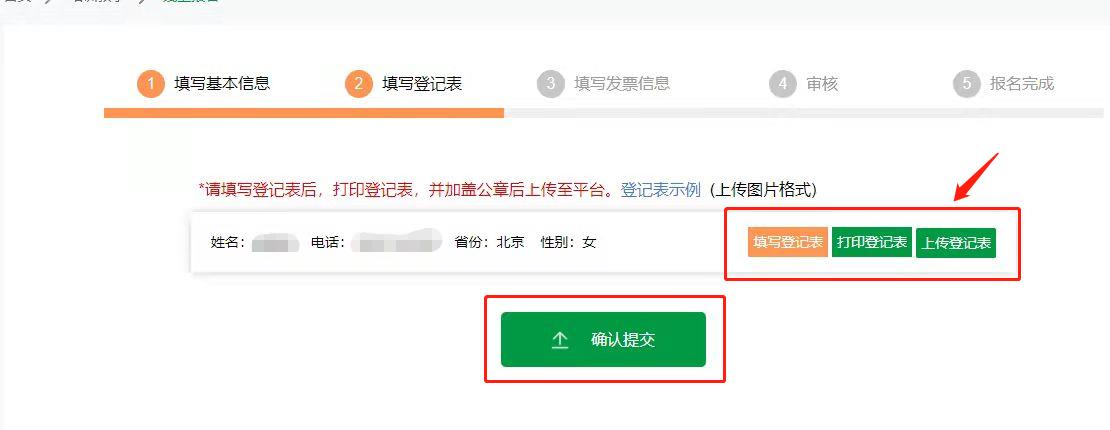 1 填写基本信息 2 填写登记表 3 填写发票信息 4 审核 5 报名完成
*请填写登记表后，打印登记表，并加盖公章后上传至平台。登记表示例（上传图片格式）
姓名： 电话： 省份：北京 性别：女 填写登记表 打印登记表 上传登记表
确认提交